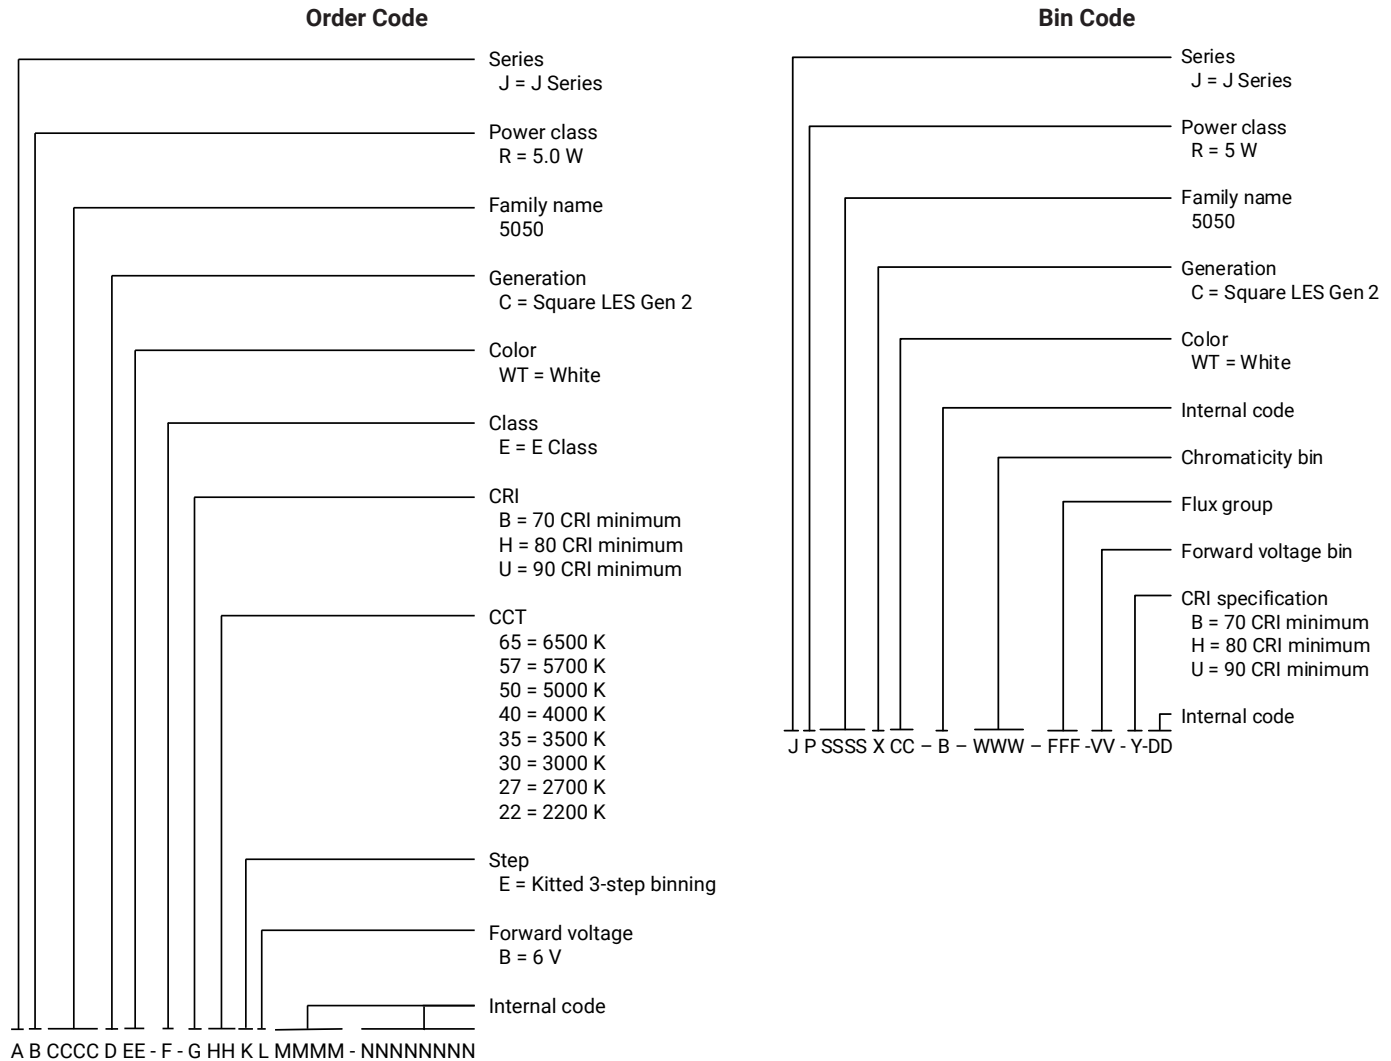 Order Code
Series
J = J Series
Power class
R = 5.0 W
Family name
5050
Generation
C = Square LES Gen 2
Color
WT = White
Class
E = E Class
CRI
B = 70 CRI minimum
H = 80 CRI minimum
U = 90 CRI minimum
CCT
65 = 6500 K
57 = 5700 K
50 = 5000 K
40 = 4000 K
35 = 3500 K
30 = 3000 K
27 = 2700 K
22 = 2200 K
Step
E = Kitted 3-step binning
Forward voltage
B = 6 V
Internal code
A B CCCC D EE - F - G HH K L MMMM - NNNNNNNN
Bin Code
Series
J = J Series
Power class
R = 5 W
Family name
5050
Generation
C = Square LES Gen 2
Color
WT = White
Internal code
Chromaticity bin
Flux group
Forward voltage bin
CRI specification
B = 70 CRI minimum
H = 80 CRI minimum
U = 90 CRI minimum
Internal code
J P SSSS X CC – B – WWW – FFF -VV - Y-DD